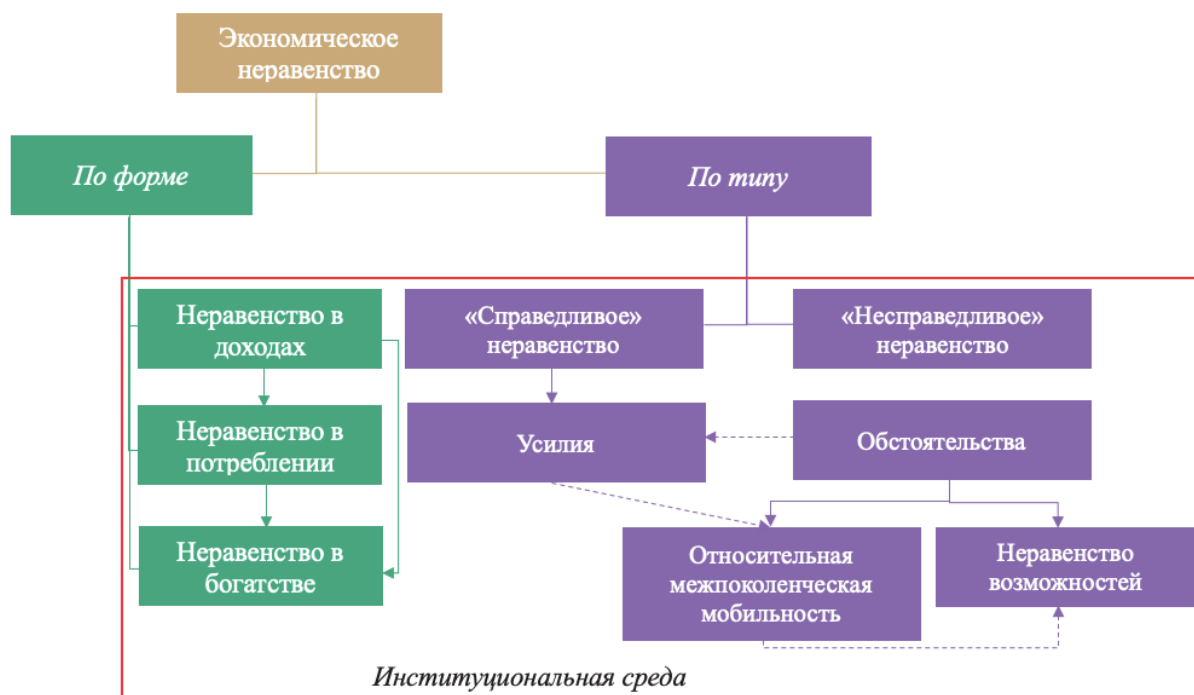 Экономическое
неравенство
По форме
По типу
Неравенство в
доходах
«Справедливое»
неравенство
«Несправедливое»
неравенство
Неравенство в
потреблении
Усилия
Обстоятельства
Неравенство в
богатстве
Относительная
межпоколенческая
мобильность
Неравенство
возможностей
Институциональная среда